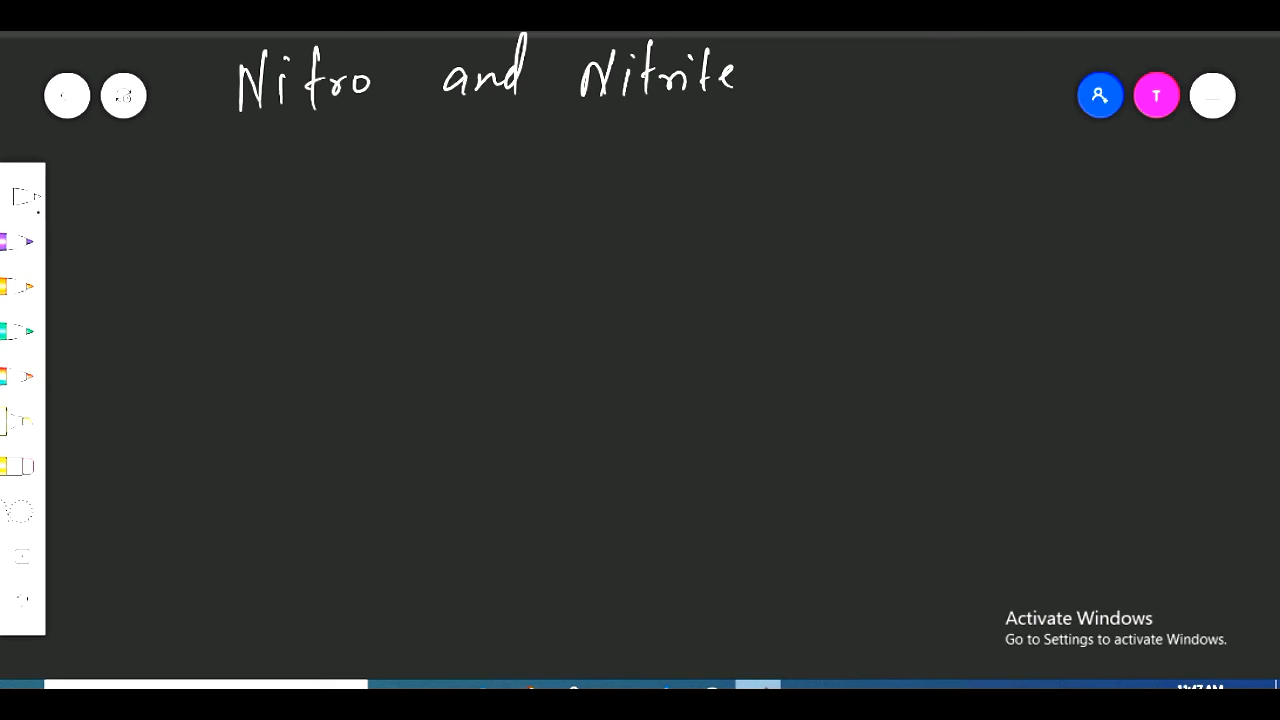 Nitro and Nitrite
T
Activate Windows
Go to Settings to activate Windows.